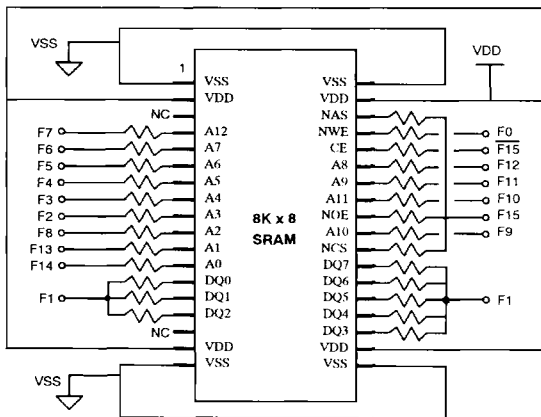 VSS
VDD
1
VSS
VSS
VDD
VDD
NC
NAS
F7
A12
NWE
F0
F6
A7
CE
F̅1̅5̅
F5
A6
A8
F12
F4
A5
A9
F11
F3
A4
A11
F10
F2
A3
8K x 8
SRAM
NOE
F15
F8
A2
A10
F9
F13
A1
NCS
F14
A0
DQ7
DQ0
DQ6
F1
DQ1
DQ5
F1
DQ2
DQ4
NC
DQ3
VDD
VDD
VSS
VSS
VSS